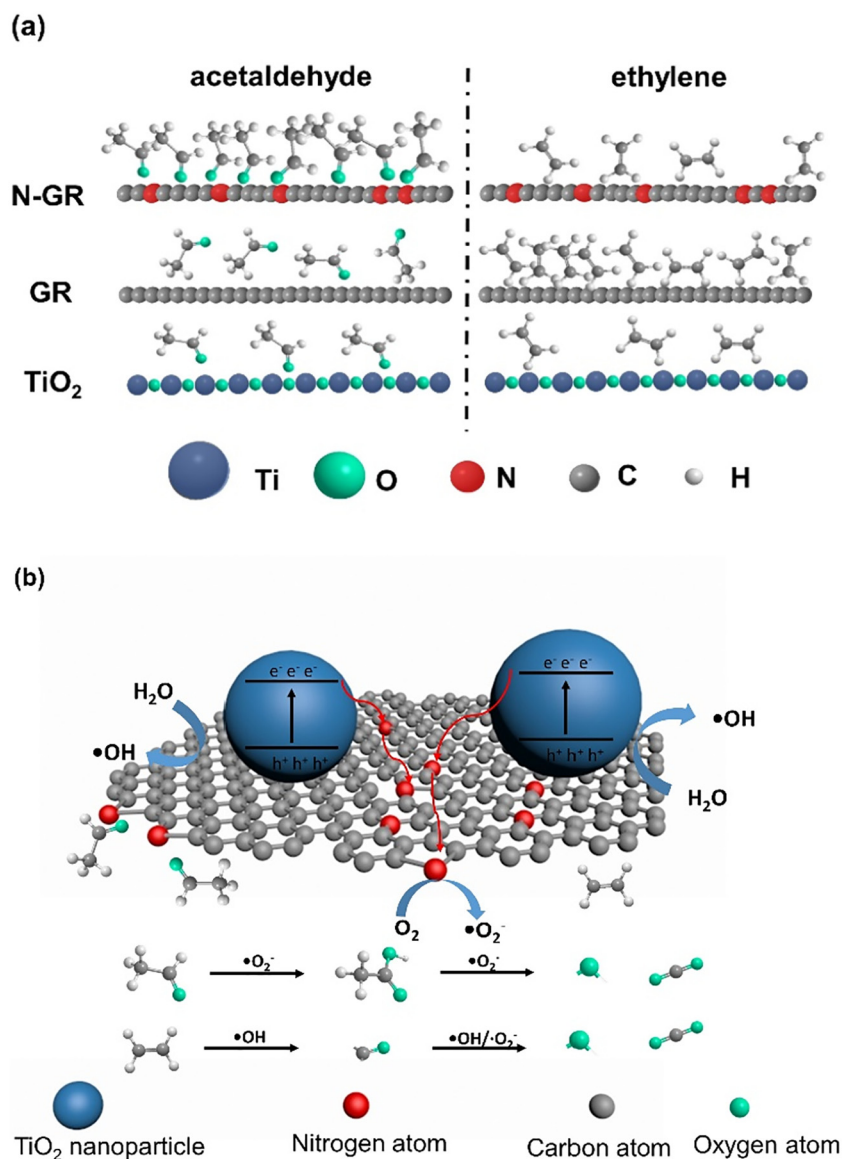 (a)
acetaldehyde
ethylene
N-GR
GR
TiO₂
Ti
O
N
C
H
(b)
e⁻ e⁻ e⁻
e⁻ e⁻ e⁻
H₂O
•OH
•OH
h⁺ h⁺ h⁺
h⁺ h⁺ h⁺
H₂O
O₂
•O₂⁻
•O₂⁻
•O₂⁻
•OH
•OH/·O₂⁻
TiO₂ nanoparticle
Nitrogen atom
Carbon atom
Oxygen atom